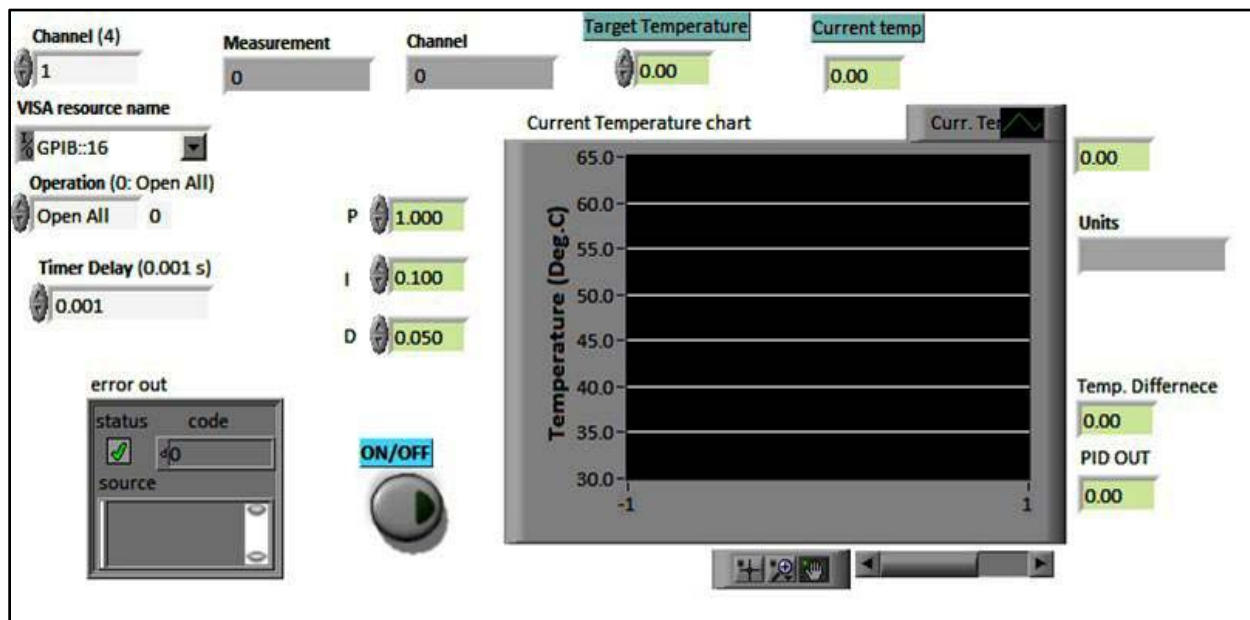 Channel (4)
1
Measurement
0
Channel
0
Target Temperature
0.00
Current temp
0.00
VISA resource name
I/O GPIB::16
Operation (0: Open All)
Open All 0
Timer Delay (0.001 s)
0.001
P 1.000
I 0.100
D 0.050
error out
status code
d 0
source
ON/OFF
Current Temperature chart
Curr. Te
Temperature (Deg.C)
65.0
60.0
55.0
50.0
45.0
40.0
35.0
30.0
-1 1
0.00
Units
Temp. Differnece
0.00
PID OUT
0.00